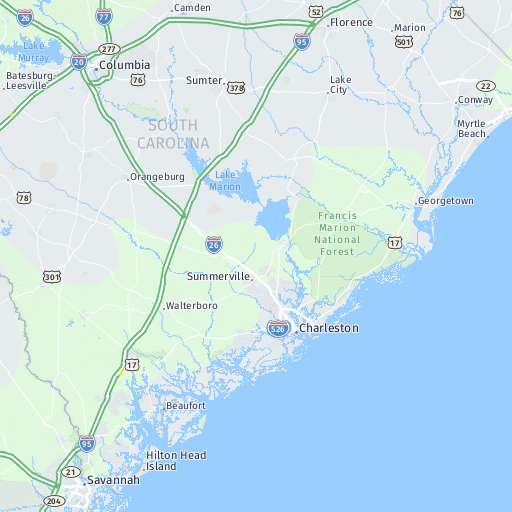 26
77
Camden
52
Florence
Marion
76
Lake
Murray
277
95
501
20
Columbia
Batesburg
Leesville
76
Sumter
378
Lake
City
22
Conway
SOUTH
CAROLINA
Myrtle
Beach
Orangeburg
Lake
Marion
78
Georgetown
Francis
Marion
National
Forest
26
17
301
Summerville
Walterboro
526
Charleston
17
Beaufort
95
Hilton Head
Island
21
Savannah
204